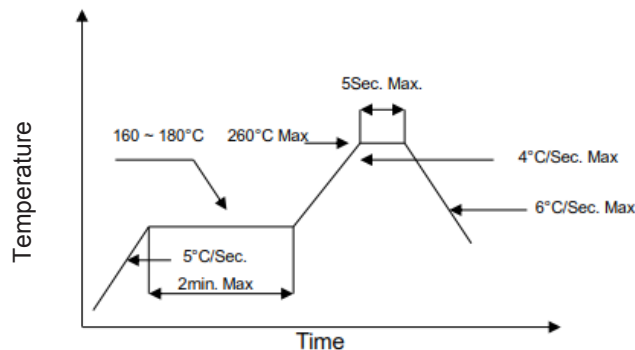 5Sec. Max.
160 ~ 180°C
260°C Max
4°C/Sec. Max
6°C/Sec. Max
5°C/Sec.
2min. Max
Temperature
Time